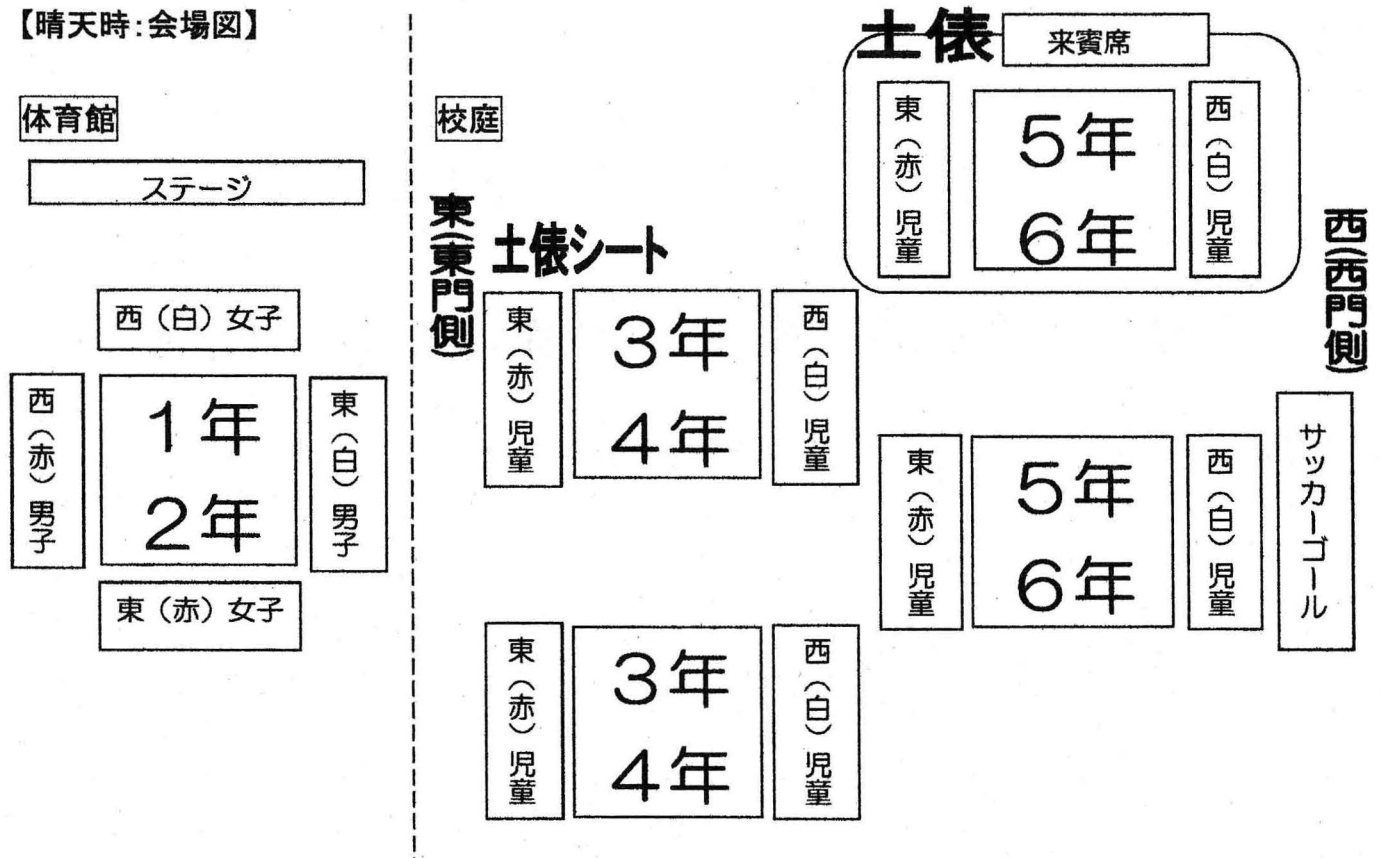 【晴天時:会場図】
体育館
ステージ
西（白）女子
西（赤）男子
1年
2年
東（白）男子
東（赤）女子
校庭
東(東門側)
土俵
来賓席
東（赤）児童
5年
6年
西（白）児童
西(西門側)
土俵シート
東（赤）児童
3年
4年
西（白）児童
東（赤）児童
5年
6年
西（白）児童
サッカーゴール
東（赤）児童
3年
4年
西（白）児童